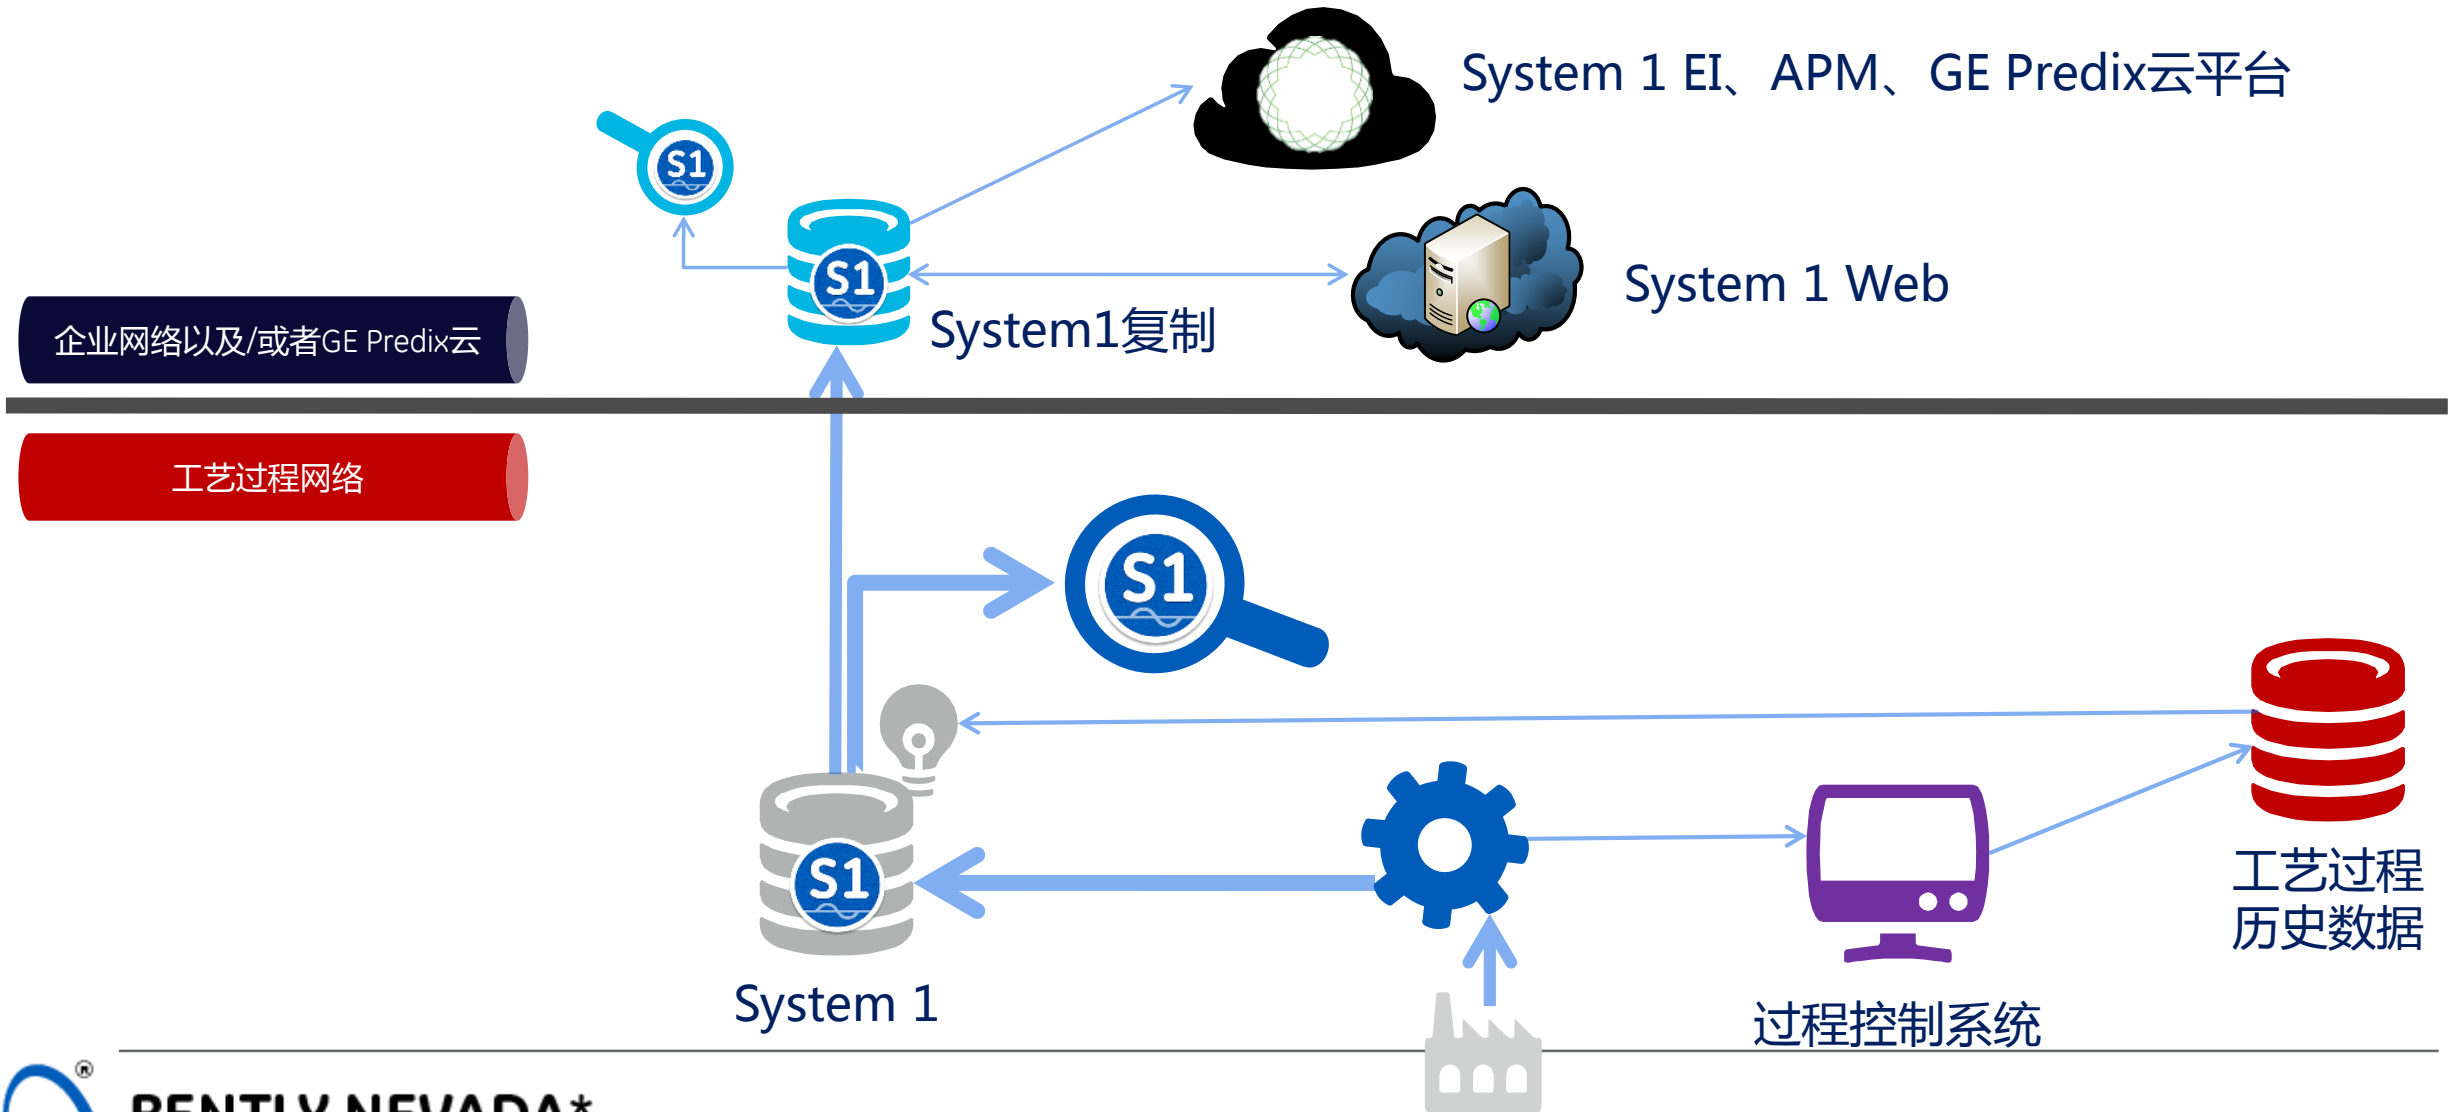 System 1 EI、APM、GE Predix云平台
S1
S1
System 1 Web
System1复制
企业网络以及/或者GE Predix云
工艺过程网络
S1
S1
工艺过程
历史数据
System 1
过程控制系统
®
BENTLY NEVADA*